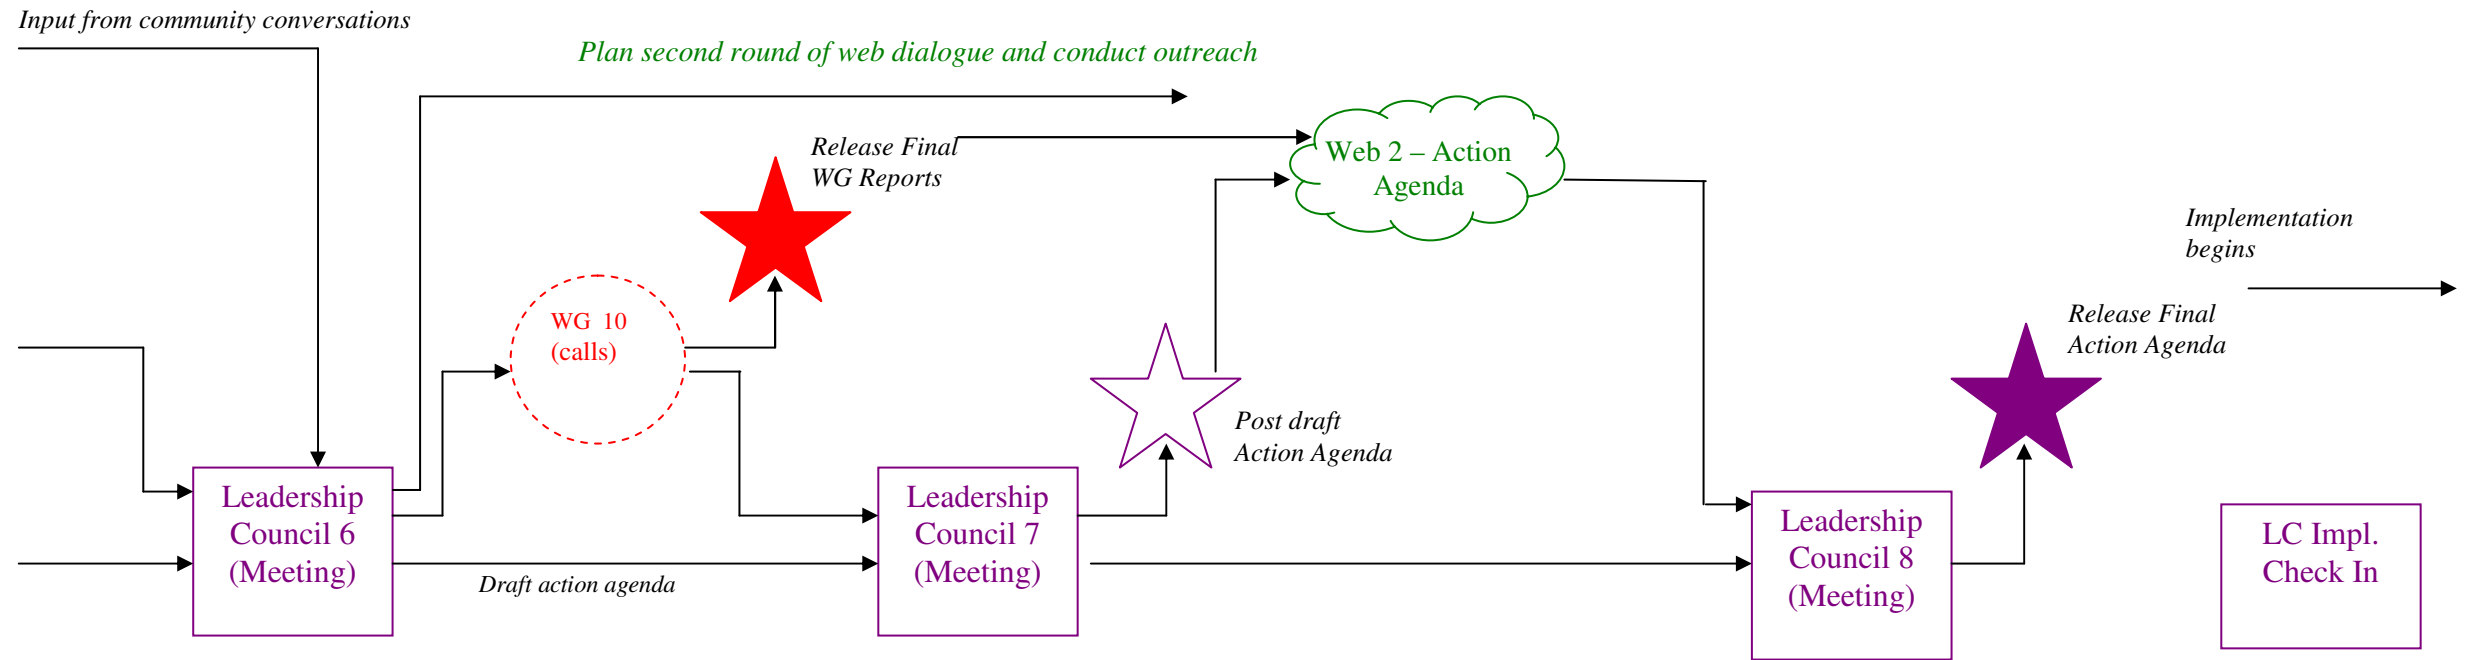 Input from community conversations
Plan second round of web dialogue and conduct outreach
Release Final
WG Reports
Web 2 – Action
Agenda
Implementation
begins
WG 10
(calls)
Release Final
Action Agenda
Post draft
Action Agenda
Leadership
Council 6
(Meeting)
Draft action agenda
Leadership
Council 7
(Meeting)
Leadership
Council 8
(Meeting)
LC Impl.
Check In